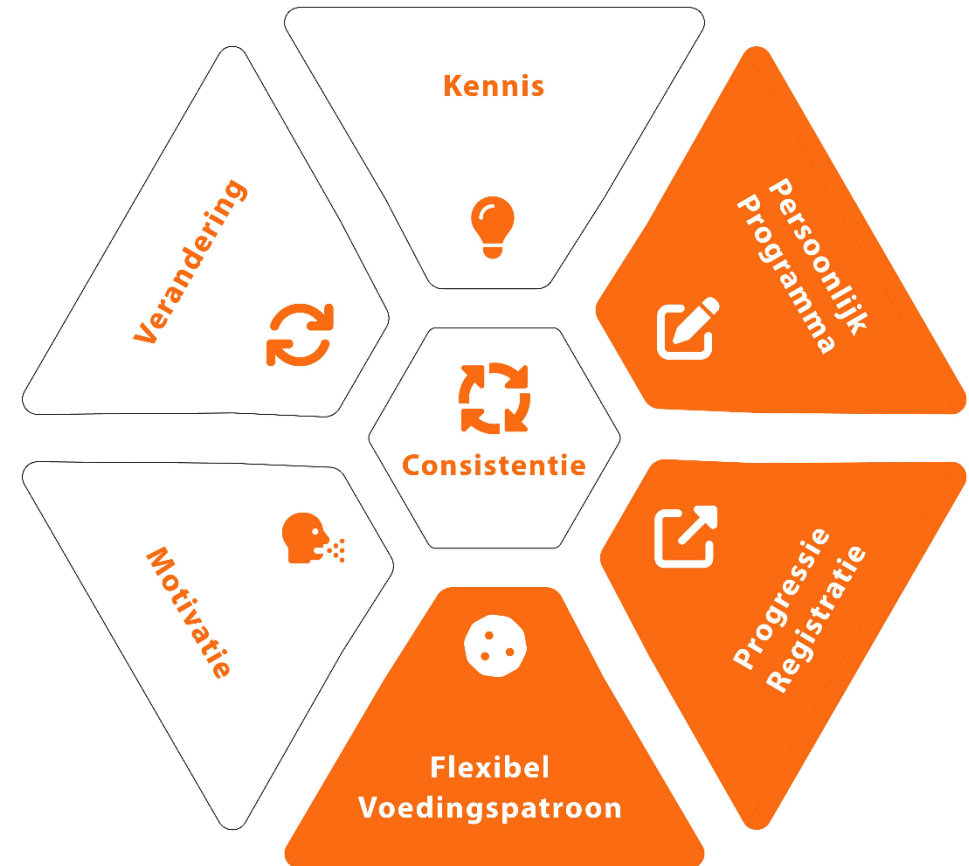 Kennis
Persoonlijk
Programma
Progressie
Registratie
Flexibel
Voedingspatroon
Motivatie
Verandering
Consistentie